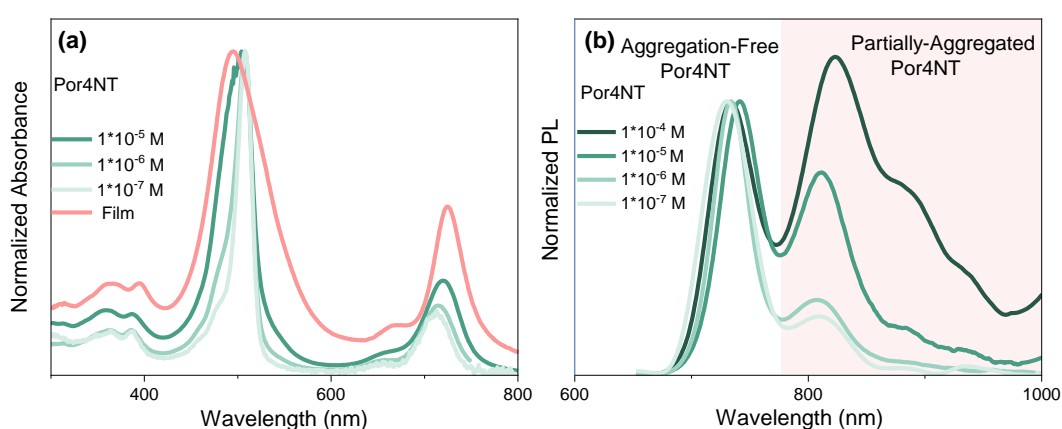 (a)
Por4NT
1*10-5 M
1*10-6 M
1*10-7 M
Film
Normalized Absorbance
400
600
800
Wavelength (nm)
(b)
Aggregation-Free
Por4NT
Partially-Aggregated
Por4NT
Por4NT
1*10-4 M
1*10-5 M
1*10-6 M
1*10-7 M
Normalized PL
600
800
1000
Wavelength (nm)